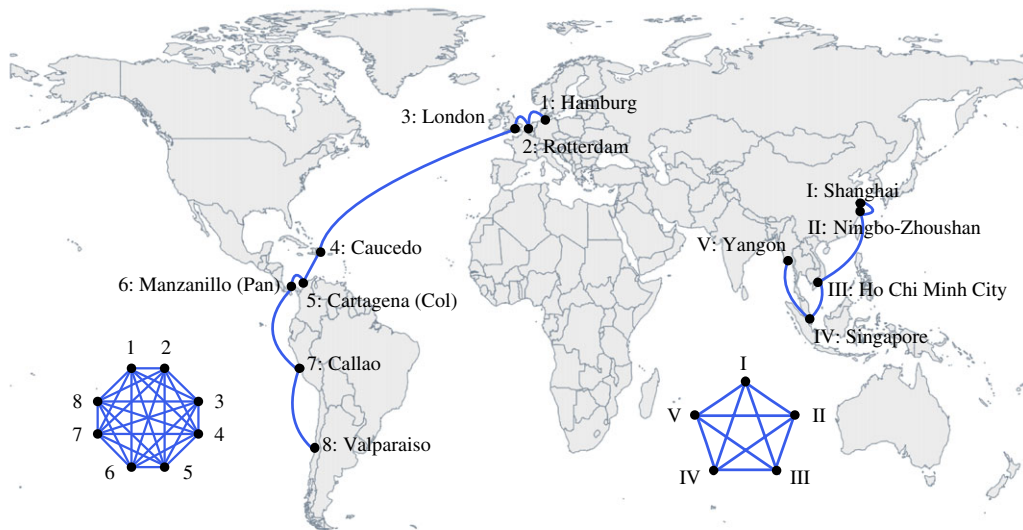 1: Hamburg
3: London
2: Rotterdam
I: Shanghai
II: Ningbo-Zhoushan
V: Yangon
4: Caucedo
6: Manzanillo (Pan)
III: Ho Chi Minh City
5: Cartagena (Col)
IV: Singapore
7: Callao
8: Valparaiso
1 2
8 3
7 4
6 5
I
V II
IV III